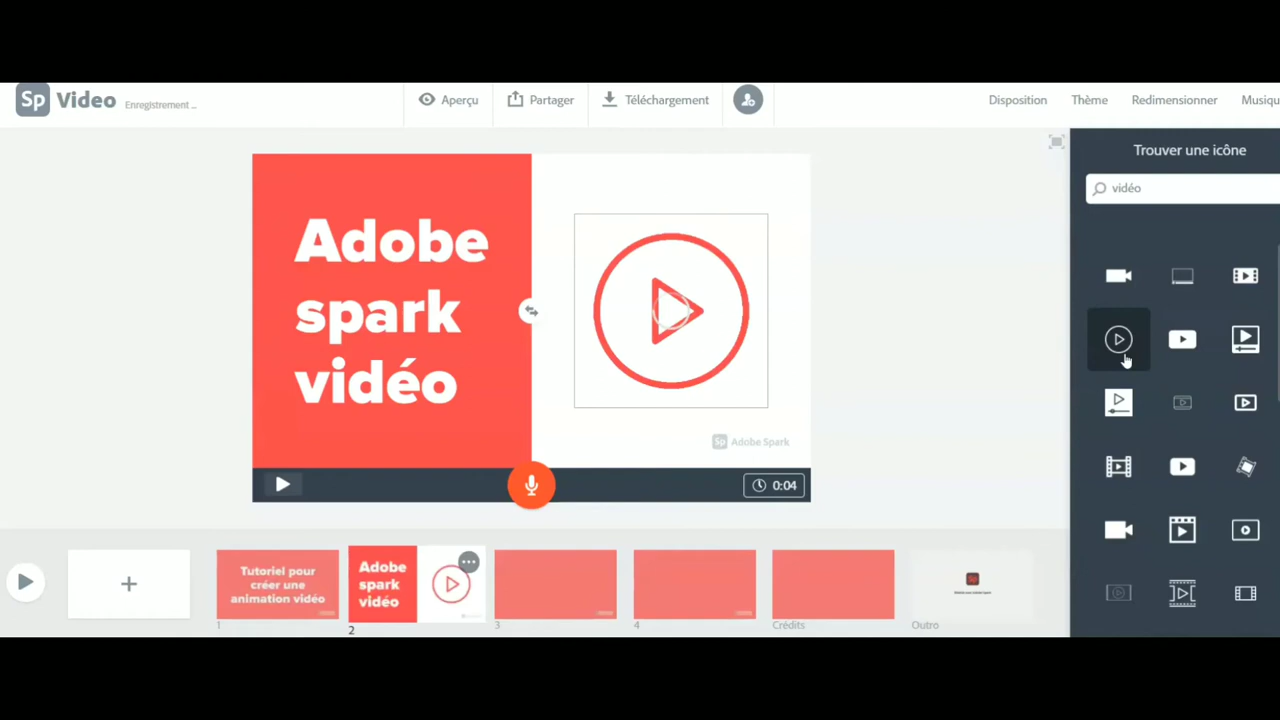 Sp Video Enregistrement ...
Aperçu
Partager
Téléchargement
Disposition
Thème
Redimensionner
Musiqu
Trouver une icône
vidéo
Adobe
spark
vidéo
Sp Adobe Spark
0:04
Tutoriel pour
créer une
animation vidéo
1
Adobe
spark
vidéo
2
3
4
Crédits
Outro